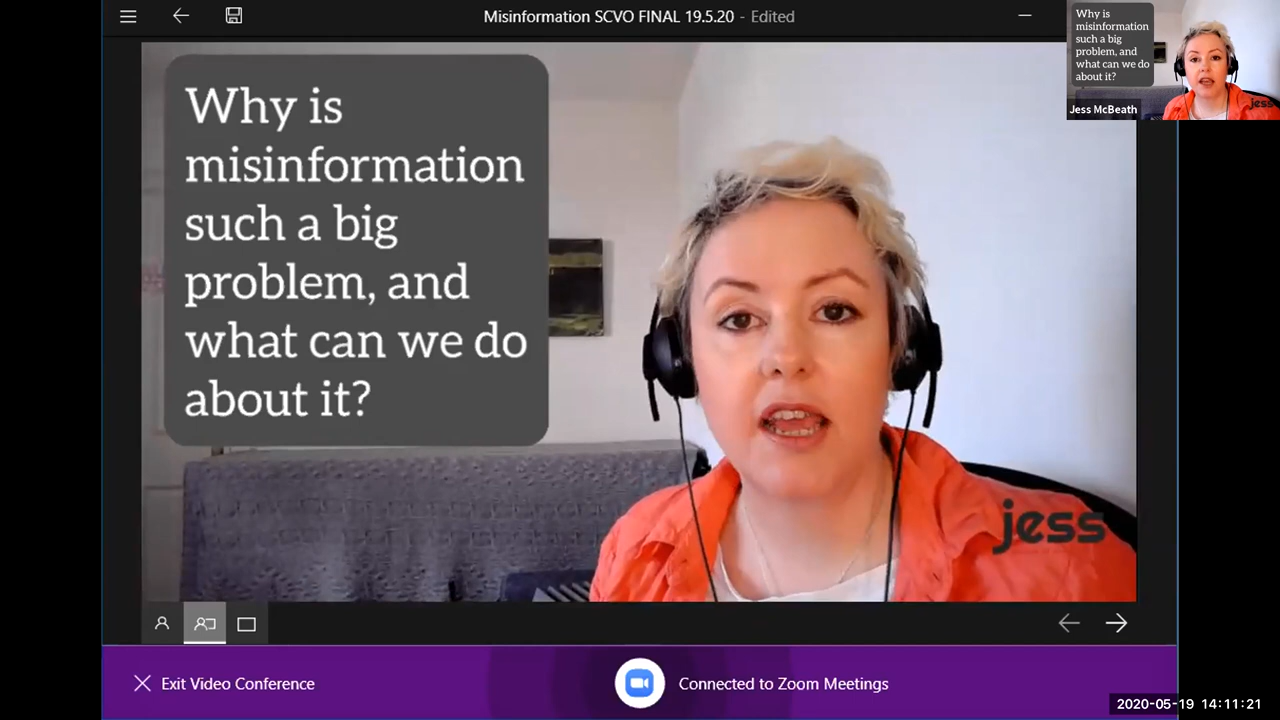 Misinformation SCVO FINAL 19.5.20 - Edited
Why is
misinformation
such a big
problem, and
what can we do
about it?
jess
Why is
misinformation
such a big
problem, and
what can we do
about it?
jess
Jess McBeath
Exit Video Conference
Connected to Zoom Meetings
2020-05-19 14:11:21